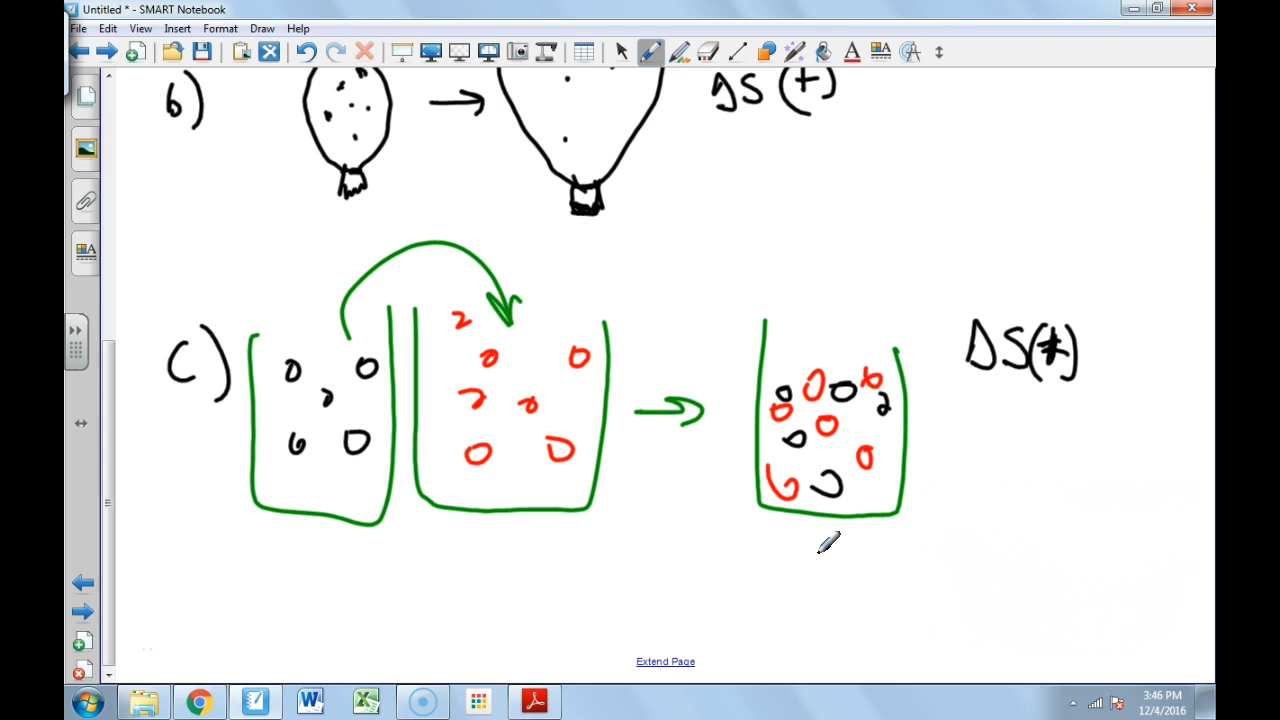 Untitled * - SMART Notebook
File Edit View Insert Format Draw Help
b) ΔS (+)
C) ΔS(+)
Extend Page
3:46 PM
12/4/2016